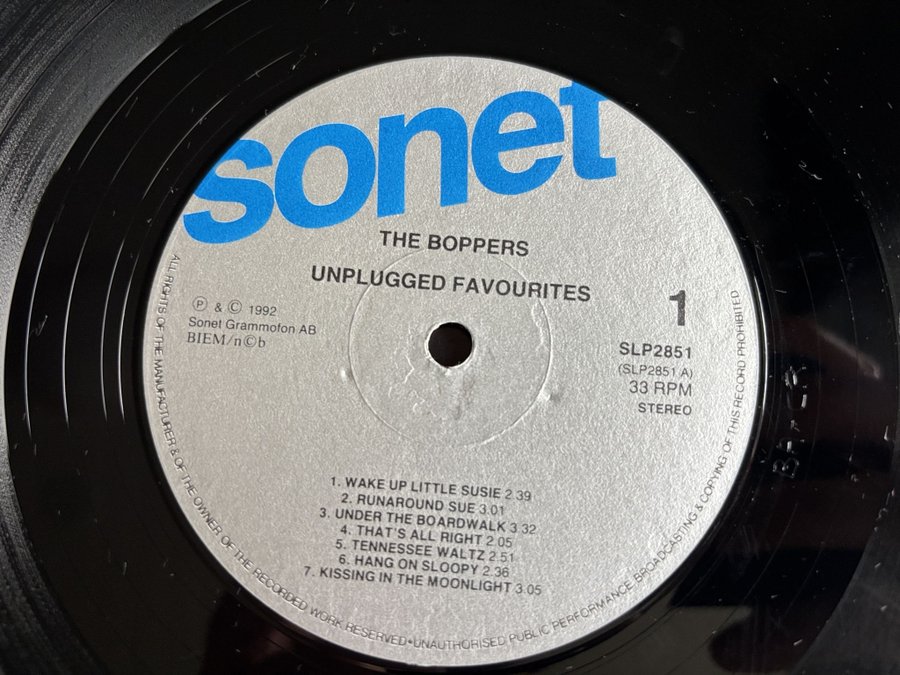 sonet
THE BOPPERS
UNPLUGGED FAVOURITES
℗ & © 1992
Sonet Grammofon AB
BIEM/n©b
1
SLP2851
(SLP2851 A)
33 RPM
STEREO
1. WAKE UP LITTLE SUSIE 2.39
2. RUNAROUND SUE 3.01
3. UNDER THE BOARDWALK 3.32
4. THAT'S ALL RIGHT 2.05
5. TENNESSEE WALTZ 2.51
6. HANG ON SLOOPY 2.36
7. KISSING IN THE MOONLIGHT 3.05
ALL RIGHTS OF THE MANUFACTURER & OF THE OWNER OF THE RECORDED WORK RESERVED•UNAUTHORISED PUBLIC PERFORMANCE BROADCASTING & COPYING OF THIS RECORD PROHIBITED